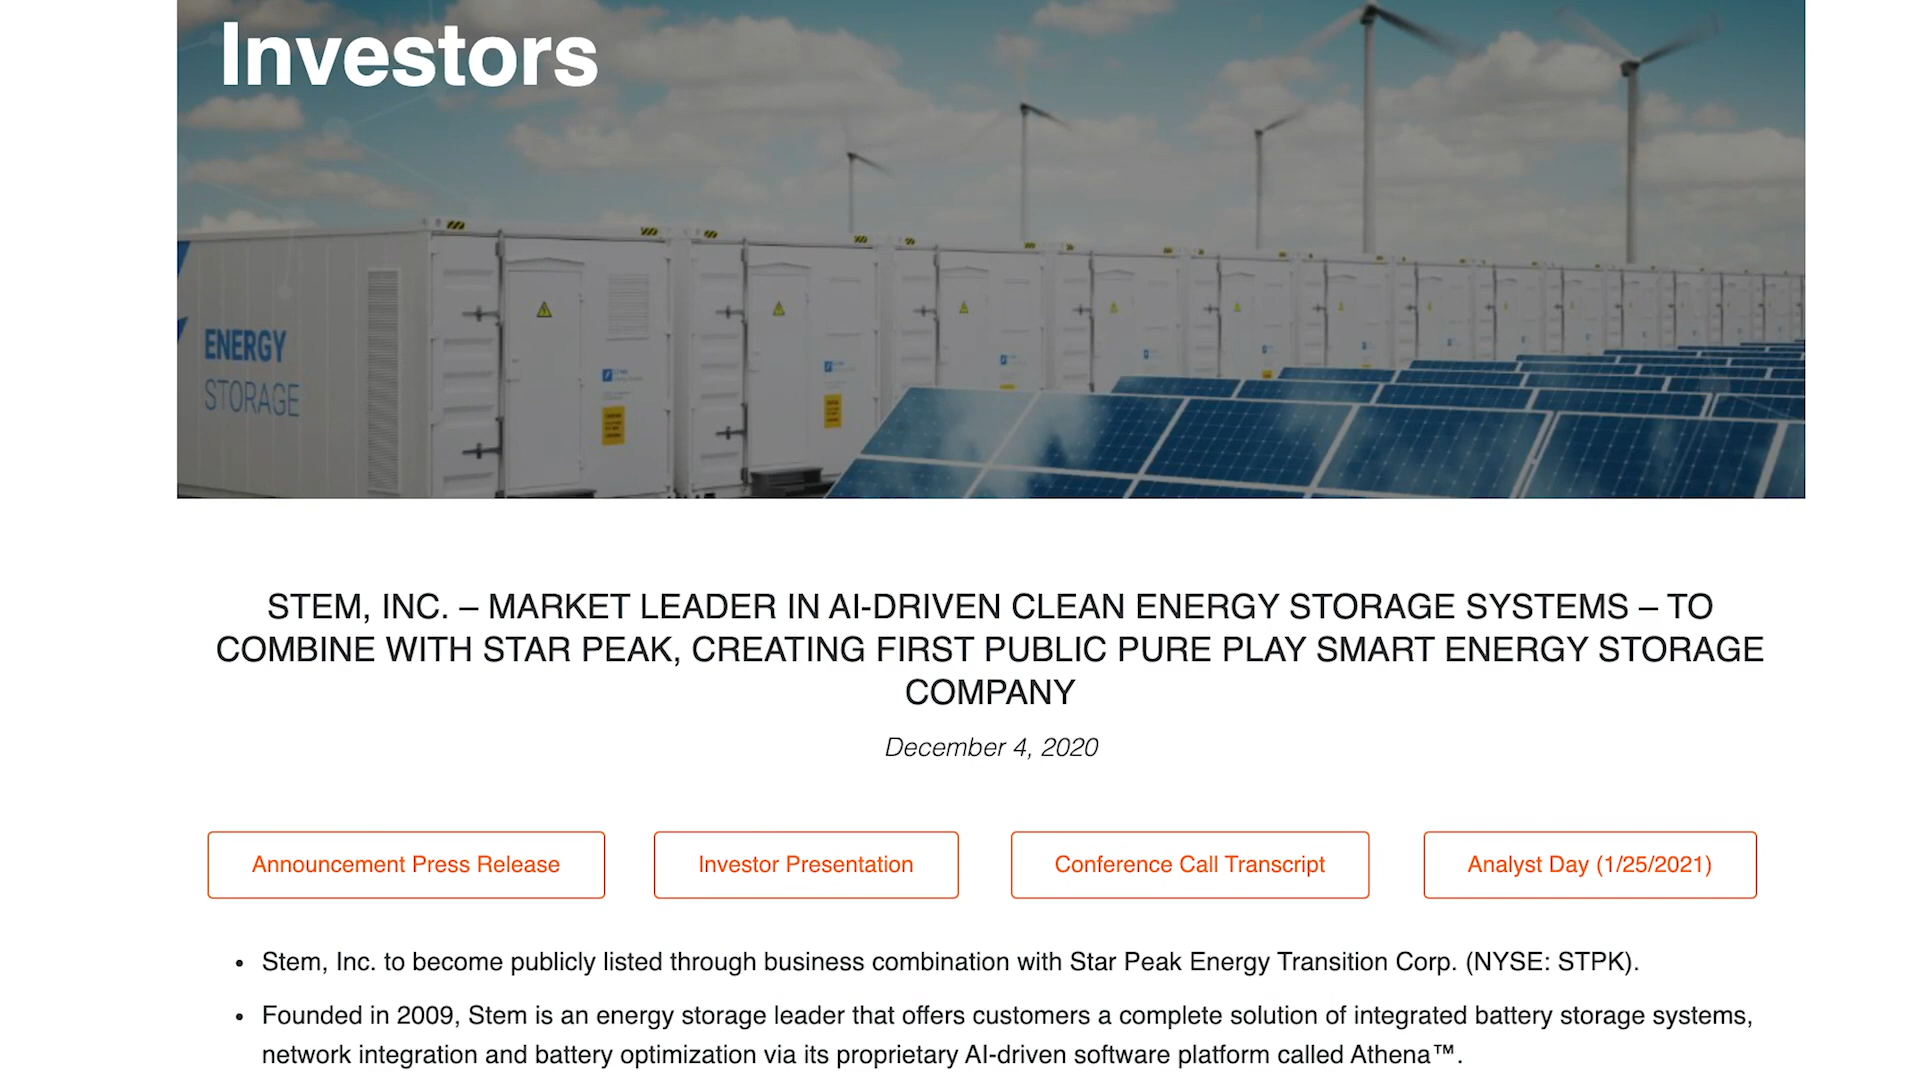 Investors
ENERGY
STORAGE
STEM, INC. – MARKET LEADER IN AI-DRIVEN CLEAN ENERGY STORAGE SYSTEMS – TO
COMBINE WITH STAR PEAK, CREATING FIRST PUBLIC PURE PLAY SMART ENERGY STORAGE
COMPANY
December 4, 2020
Announcement Press Release
Investor Presentation
Conference Call Transcript
Analyst Day (1/25/2021)
• Stem, Inc. to become publicly listed through business combination with Star Peak Energy Transition Corp. (NYSE: STPK).
• Founded in 2009, Stem is an energy storage leader that offers customers a complete solution of integrated battery storage systems,
network integration and battery optimization via its proprietary AI-driven software platform called Athena™.